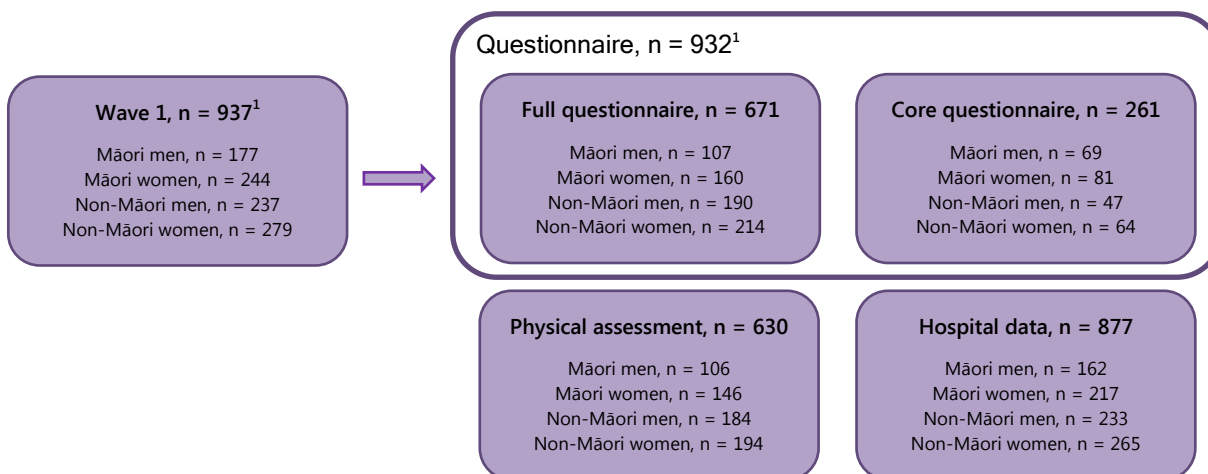 Questionnaire, n = 932¹
Wave 1, n = 937¹
Māori men, n = 177
Māori women, n = 244
Non-Māori men, n = 237
Non-Māori women, n = 279
Full questionnaire, n = 671
Māori men, n = 107
Māori women, n = 160
Non-Māori men, n = 190
Non-Māori women, n = 214
Core questionnaire, n = 261
Māori men, n = 69
Māori women, n = 81
Non-Māori men, n = 47
Non-Māori women, n = 64
Physical assessment, n = 630
Māori men, n = 106
Māori women, n = 146
Non-Māori men, n = 184
Non-Māori women, n = 194
Hospital data, n = 877
Māori men, n = 162
Māori women, n = 217
Non-Māori men, n = 233
Non-Māori women, n = 265